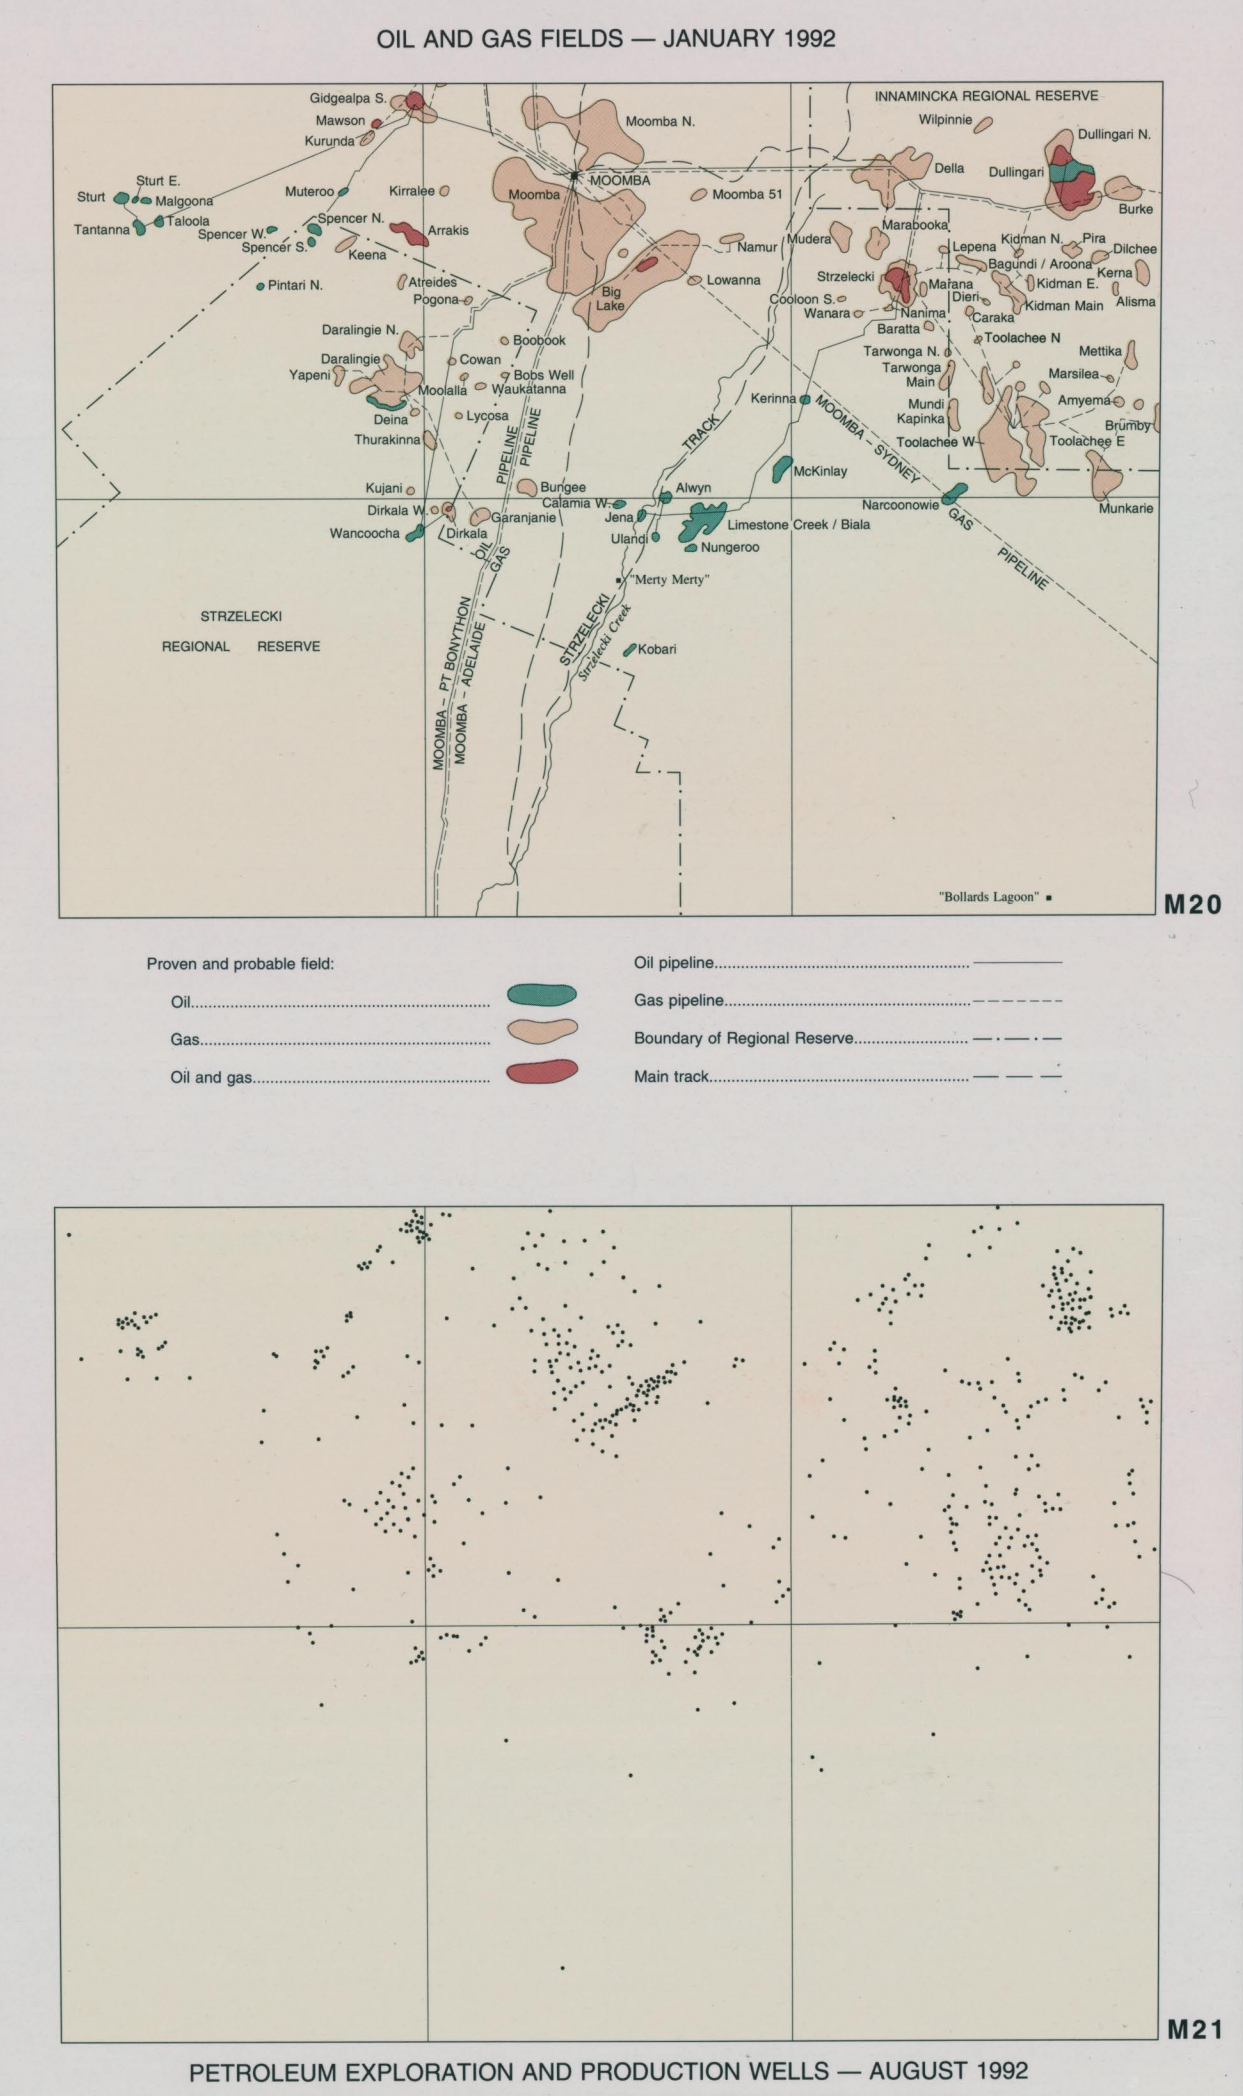 OIL AND GAS FIELDS — JANUARY 1992
INNAMINCKA REGIONAL RESERVE
Gidgealpa S.
Mawson
Kurunda
Moomba N.
Wilpinnie
Dullingari N.
Dullingari
Della
Burke
Sturt E.
Sturt
Malgoona
Muteroo
Kirralee
Moomba
MOOMBA
Moomba 51
Taloola
Tantanna
Spencer N.
Spencer W.
Spencer S.
Arrakis
Keena
Namur
Mudera
Marabooka
Lepena
Kidman N.
Pira
Dilchee
Bagundi / Aroona
Kerna
Pintari N.
Atreides
Pogona
Big
Lake
Lowanna
Strzelecki
Marana
Kidman E.
Cooloon S.
Dieri
Kidman Main
Alisma
Wanara
Nanima
Caraka
Baratta
Toolachee N
Daralingie N.
Boobook
Daralingie
Cowan
Yapeni
Moolalla
Bobs Well
Waukatanna
Tarwonga N.
Tarwonga
Main
Mettika
Marsilea
Deina
Lycosa
Kerinna
Mundi
Kapinka
Amyema
Brumby
Thurakinna
Toolachee W
Toolachee E
TRACK
PIPELINE
PIPELINE
MOOMBA – SYDNEY
GAS
PIPELINE
McKinlay
Kujani
Bungee
Alwyn
Calamia W.
Narcoonowie
Munkarie
Dirkala W.
Garanjanie
Jena
Limestone Creek / Biala
Wancoocha
Dirkala
Ulandi
Nungeroo
OIL
GAS
"Merty Merty"
STRZELECKI
REGIONAL RESERVE
STRZELECKI
Strzelecki Creek
Kobari
MOOMBA – PT BONYTHON
MOOMBA – ADELAIDE
"Bollards Lagoon"
M20
Proven and probable field:
Oil
Gas
Oil and gas
Oil pipeline
Gas pipeline
Boundary of Regional Reserve
Main track
M21
PETROLEUM EXPLORATION AND PRODUCTION WELLS — AUGUST 1992